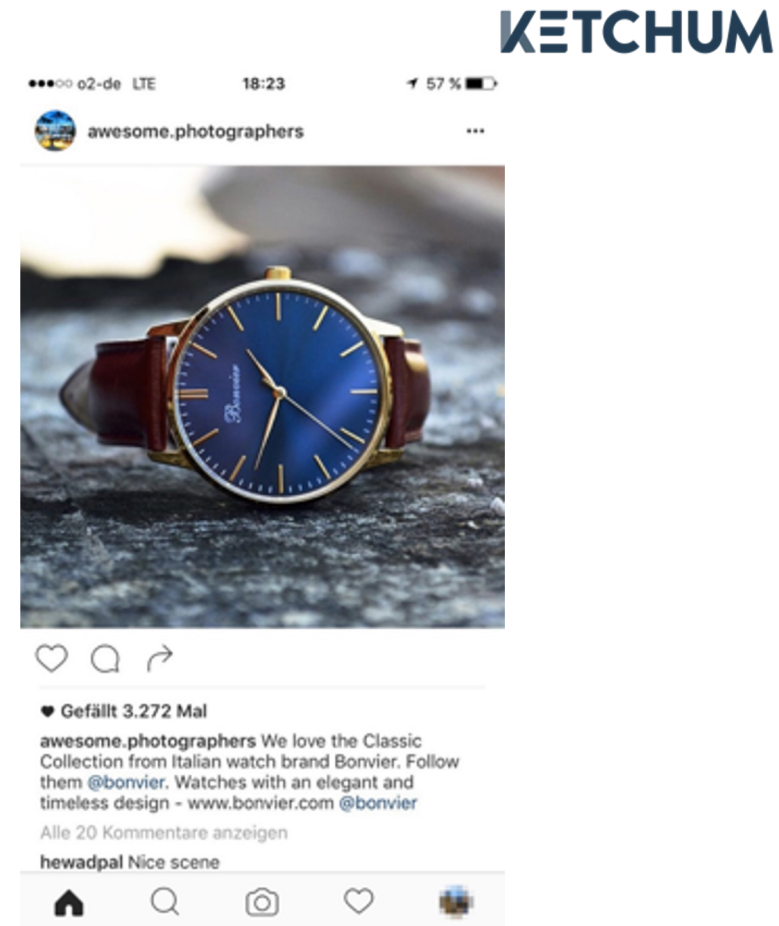 KETCHUM
o2-de LTE 18:23 57 %
awesome.photographers
Bonvier
Gefällt 3.272 Mal
awesome.photographers We love the Classic
Collection from Italian watch brand Bonvier. Follow
them @bonvier. Watches with an elegant and
timeless design - www.bonvier.com @bonvier
Alle 20 Kommentare anzeigen
hewadpal Nice scene